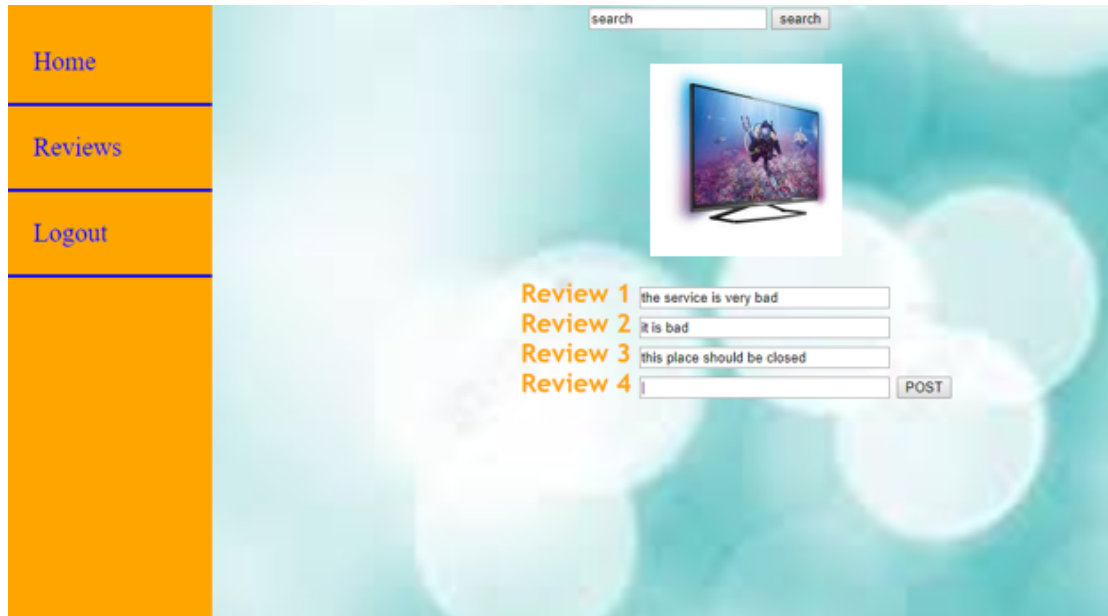 search search
Home
Reviews
Logout
Review 1 the service is very bad
Review 2 it is bad
Review 3 this place should be closed
Review 4 POST